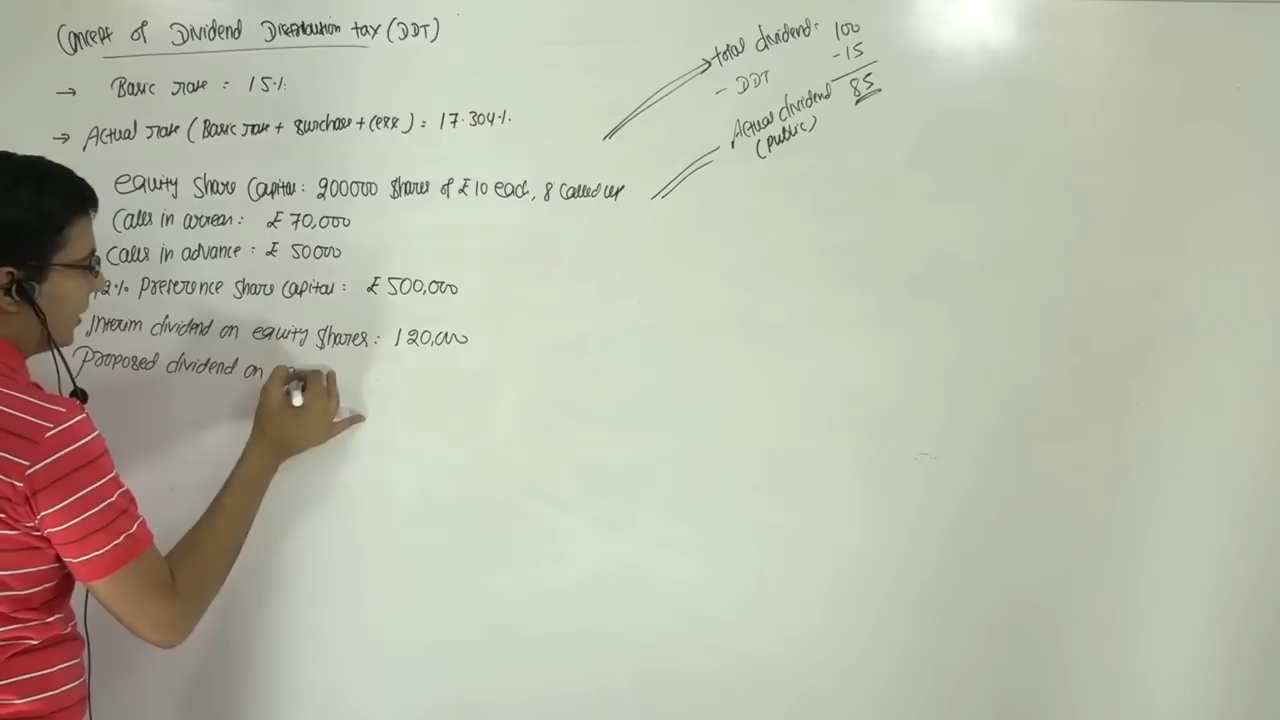 Concept of Dividend Distribution tax (DDT)
→ Basic rate = 15%
→ Actual rate (Basic rate + Surcharge + Cess) = 17.304%
Equity Share Capital: 200000 Shares of ₤10 each, 8 called up
Calls in arrear: ₤ 70,000
Calls in advance: ₤ 50000
2% Preference Share Capital: ₤ 500,000
Interim dividend on equity Shares: 120,000
Proposed dividend on
total dividend: 100
- DDT -15
Actual dividend 85
(Public)